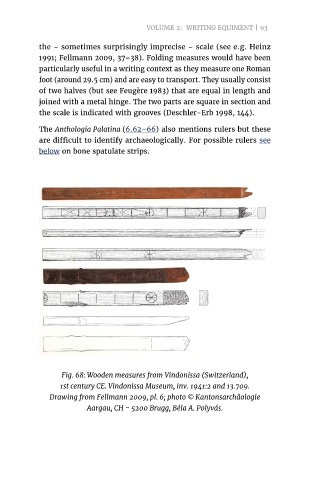 VOLUME 2: WRITING EQUIMENT | 93
the – sometimes surprisingly imprecise – scale (see e.g. Heinz
1991; Fellmann 2009, 37–38). Folding measures would have been
particularly useful in a writing context as they measure one Roman
foot (around 29.5 cm) and are easy to transport. They usually consist
of two halves (but see Feugère 1983) that are equal in length and
joined with a metal hinge. The two parts are square in section and
the scale is indicated with grooves (Deschler-Erb 1998, 144).
The Anthologia Palatina (6.62–66) also mentions rulers but these
are difficult to identify archaeologically. For possible rulers see
below on bone spatulate strips.
Fig. 68: Wooden measures from Vindonissa (Switzerland),
1st century CE. Vindonissa Museum, inv. 1941:2 and 13.709.
Drawing from Fellmann 2009, pl. 6; photo © Kantonsarchäologie
Aargau, CH - 5200 Brugg, Béla A. Polyvás.